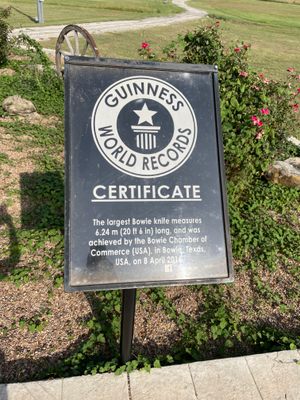 GUINNESS
WORLD RECORDS
CERTIFICATE
The largest Bowie knife measures
6.24 m (20 ft 6 in) long, and was
achieved by the Bowie Chamber of
Commerce (USA), in Bowie, Texas,
USA, on 8 April 2016